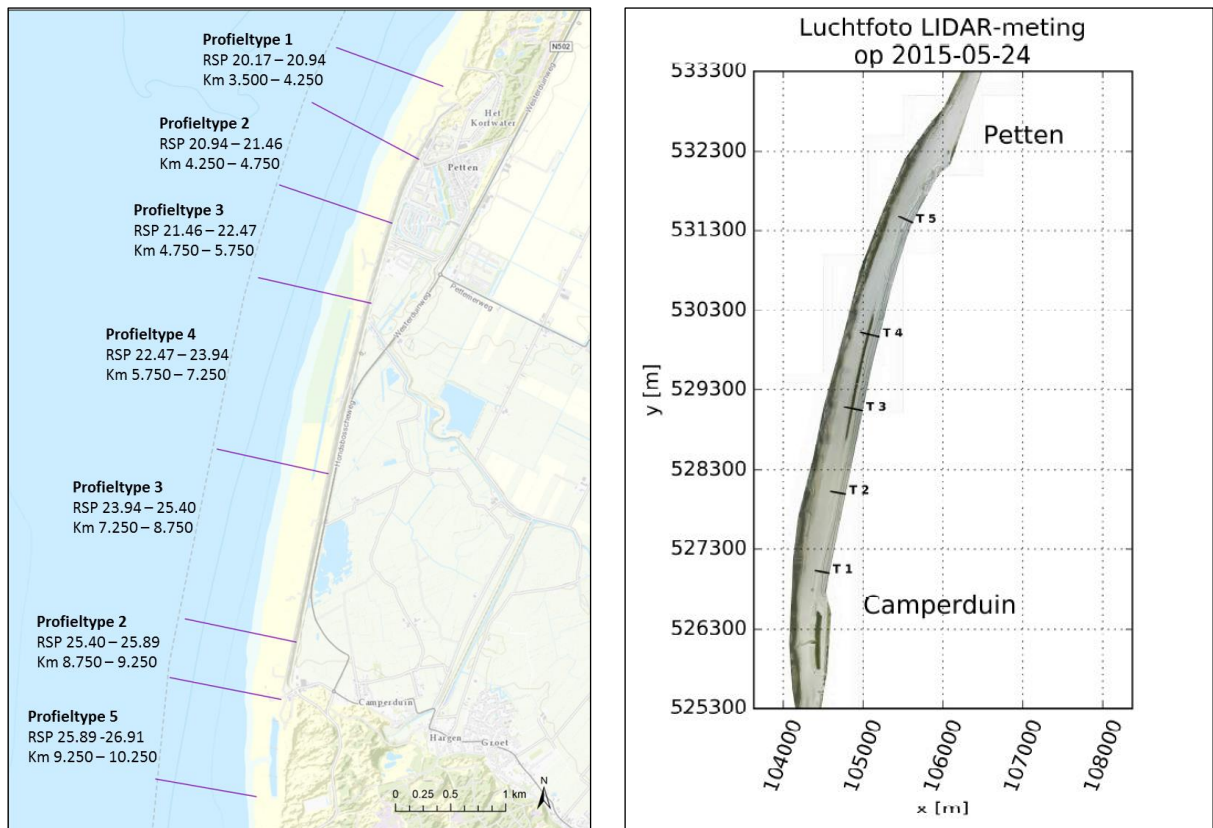 Profieltype 1
RSP 20.17 – 20.94
Km 3.500 – 4.250
N502
Het
Korfwater
Westerduinweg
Profieltype 2
RSP 20.94 – 21.46
Km 4.250 – 4.750
Petten
Profieltype 3
RSP 21.46 – 22.47
Km 4.750 – 5.750
Pettemerweg
Westerduinweg
Profieltype 4
RSP 22.47 – 23.94
Km 5.750 – 7.250
Hondsbosscheweg
Profieltype 3
RSP 23.94 – 25.40
Km 7.250 – 8.750
Profieltype 2
RSP 25.40 – 25.89
Km 8.750 – 9.250
Profieltype 5
RSP 25.89 -26.91
Km 9.250 – 10.250
Camperduin
Hargen
Groet
N
0 0.25 0.5 1 km
Luchtfoto LIDAR-meting
op 2015-05-24
533300
532300
531300
530300
529300
528300
527300
526300
525300
y [m]
Petten
T 5
T 4
T 3
T 2
T 1
Camperduin
104000
105000
106000
107000
108000
x [m]